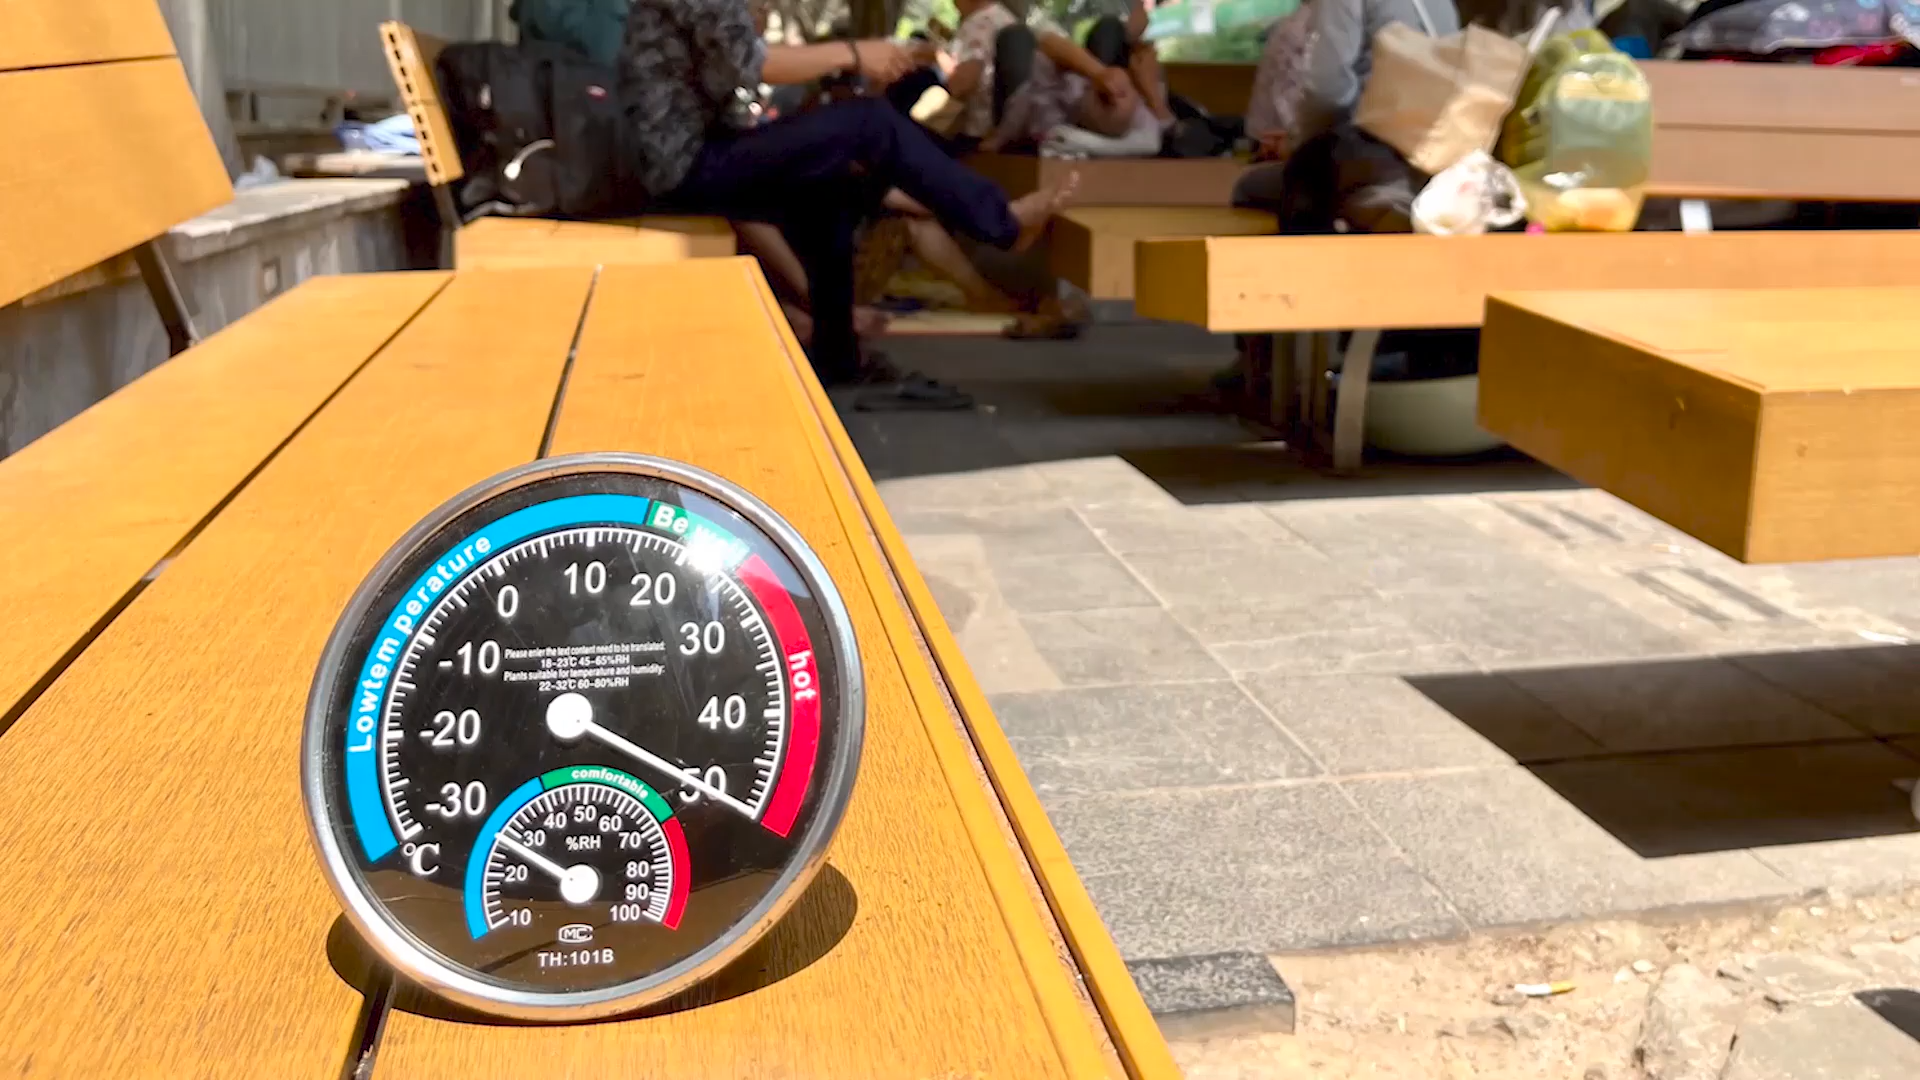 Lowtem perature
Be
hot
-30
-20
-10
0
10
20
30
40
50
°C
Please enter the text content need to be translated:
18-23℃ 45-65%RH
Plants suitable for temperature and humidity:
22-32℃ 60-80%RH
comfortable
10
20
30
40
50
60
70
80
90
100
%RH
MC
TH:101B